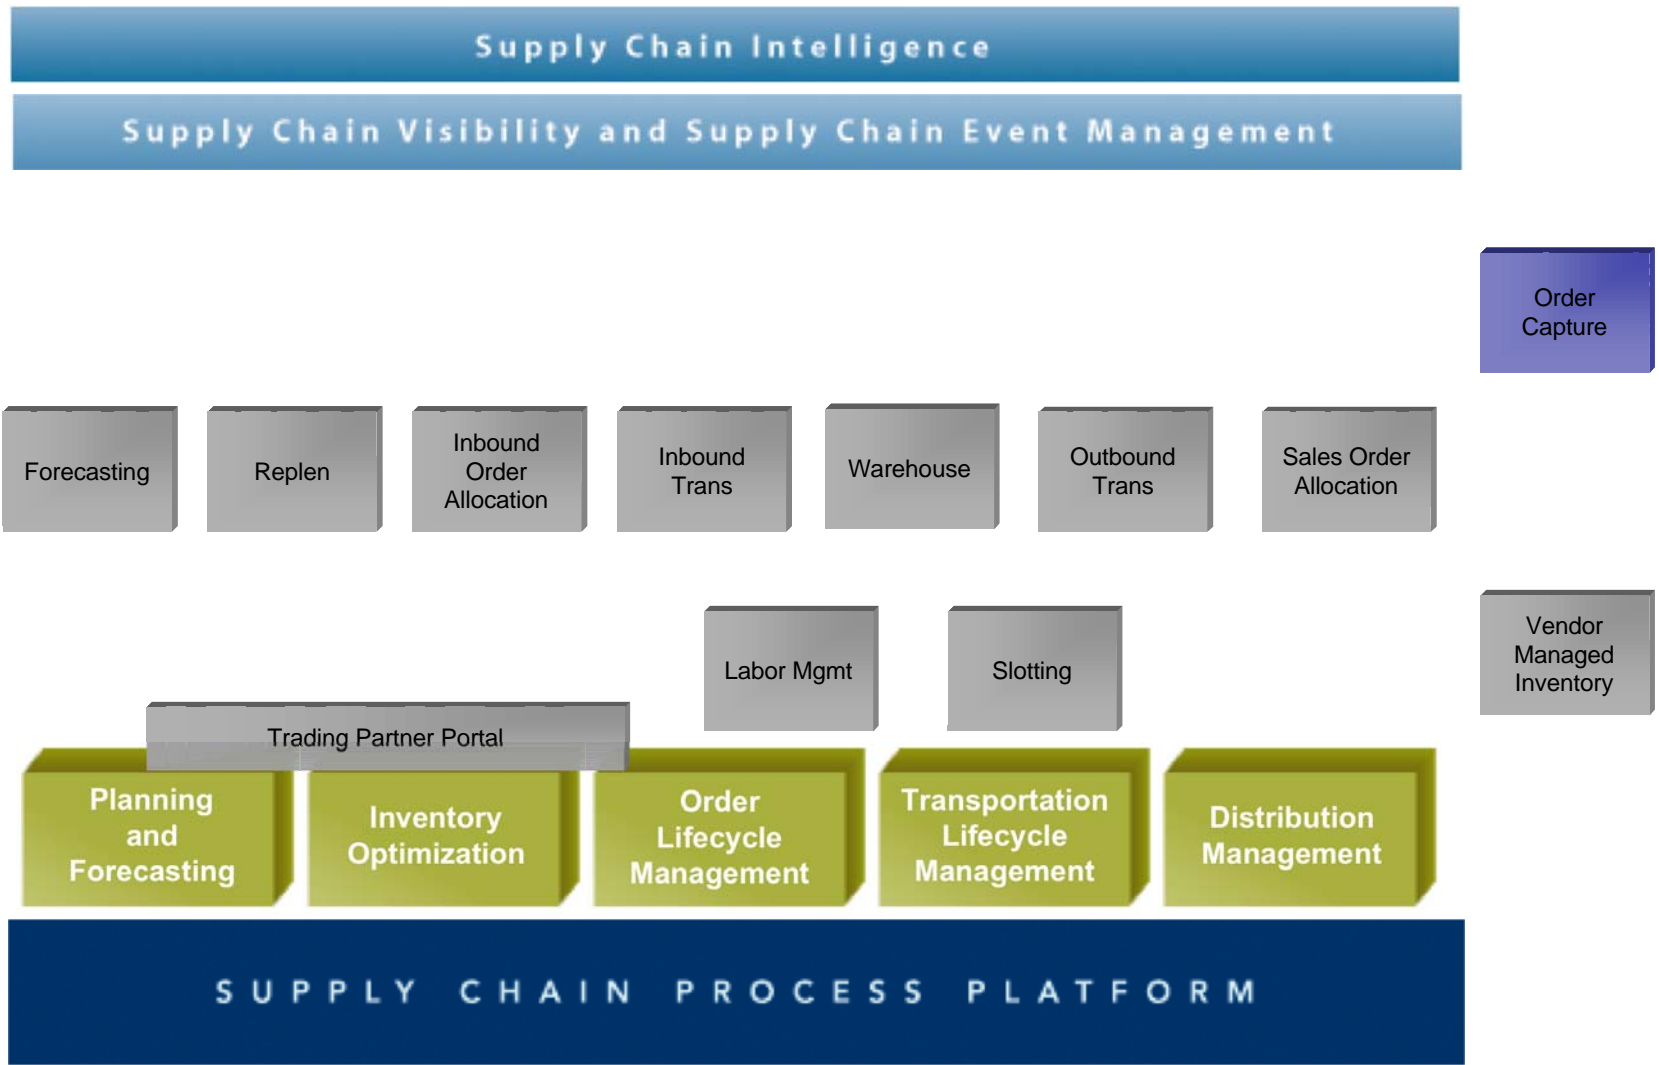 Supply Chain Intelligence
Supply Chain Visibility and Supply Chain Event Management
Order
Capture
Forecasting
Replen
Inbound
Order
Allocation
Inbound
Trans
Warehouse
Outbound
Trans
Sales Order
Allocation
Labor Mgmt
Slotting
Vendor
Managed
Inventory
Trading Partner Portal
Planning
and
Forecasting
Inventory
Optimization
Order
Lifecycle
Management
Transportation
Lifecycle
Management
Distribution
Management
SUPPLY CHAIN PROCESS PLATFORM